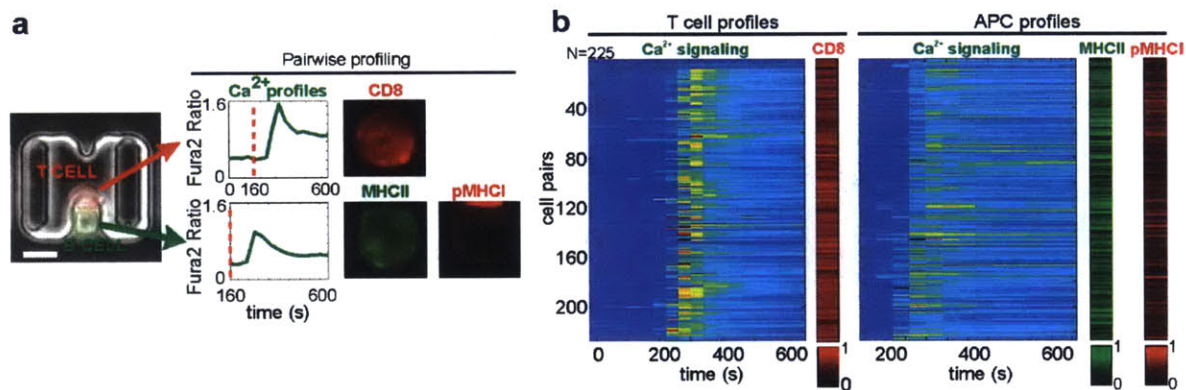 a
Pairwise profiling
Ca2+ profiles
CD8
1.6
Fura2 Ratio
0
0 160 600
T CELL
MHCII
pMHCI
1.6
Fura2 Ratio
0
160 600
time (s)
B CELL
b
T cell profiles
APC profiles
N=225
Ca2+ signaling
CD8
Ca2+ signaling
MHCII
pMHCI
cell pairs
40
80
120
160
200
0 200 400 600
time (s)
1
0
200 400 600
time (s)
1
0
1
0